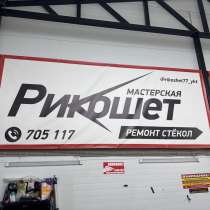 @rikoshet77_ykt
МАСТЕРСКАЯ
РИКОШЕТ
705 117
РЕМОНТ СТЁКОЛ